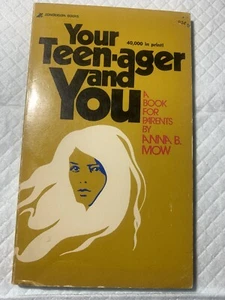 40,000 in print!
Your
Teen-ager
and
You
A
BOOK
FOR
PARENTS
BY
ANNA B.
MOW